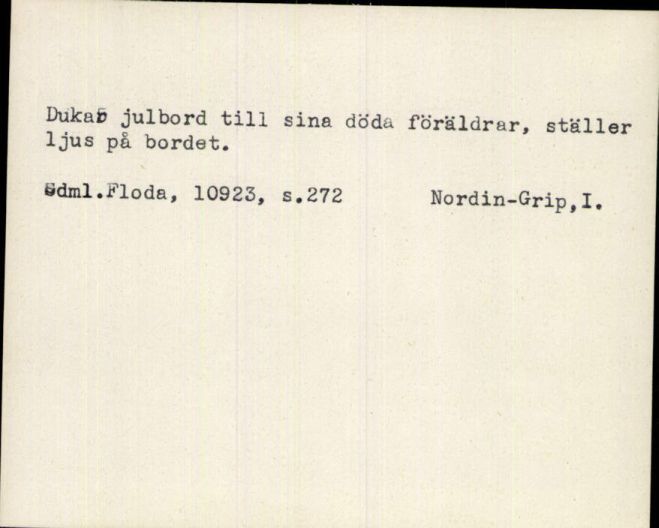 Dukar julbord till sina döda föräldrar, ställer
ljus på bordet.
Sdml.Floda, 10923, s.272 Nordin-Grip,I.